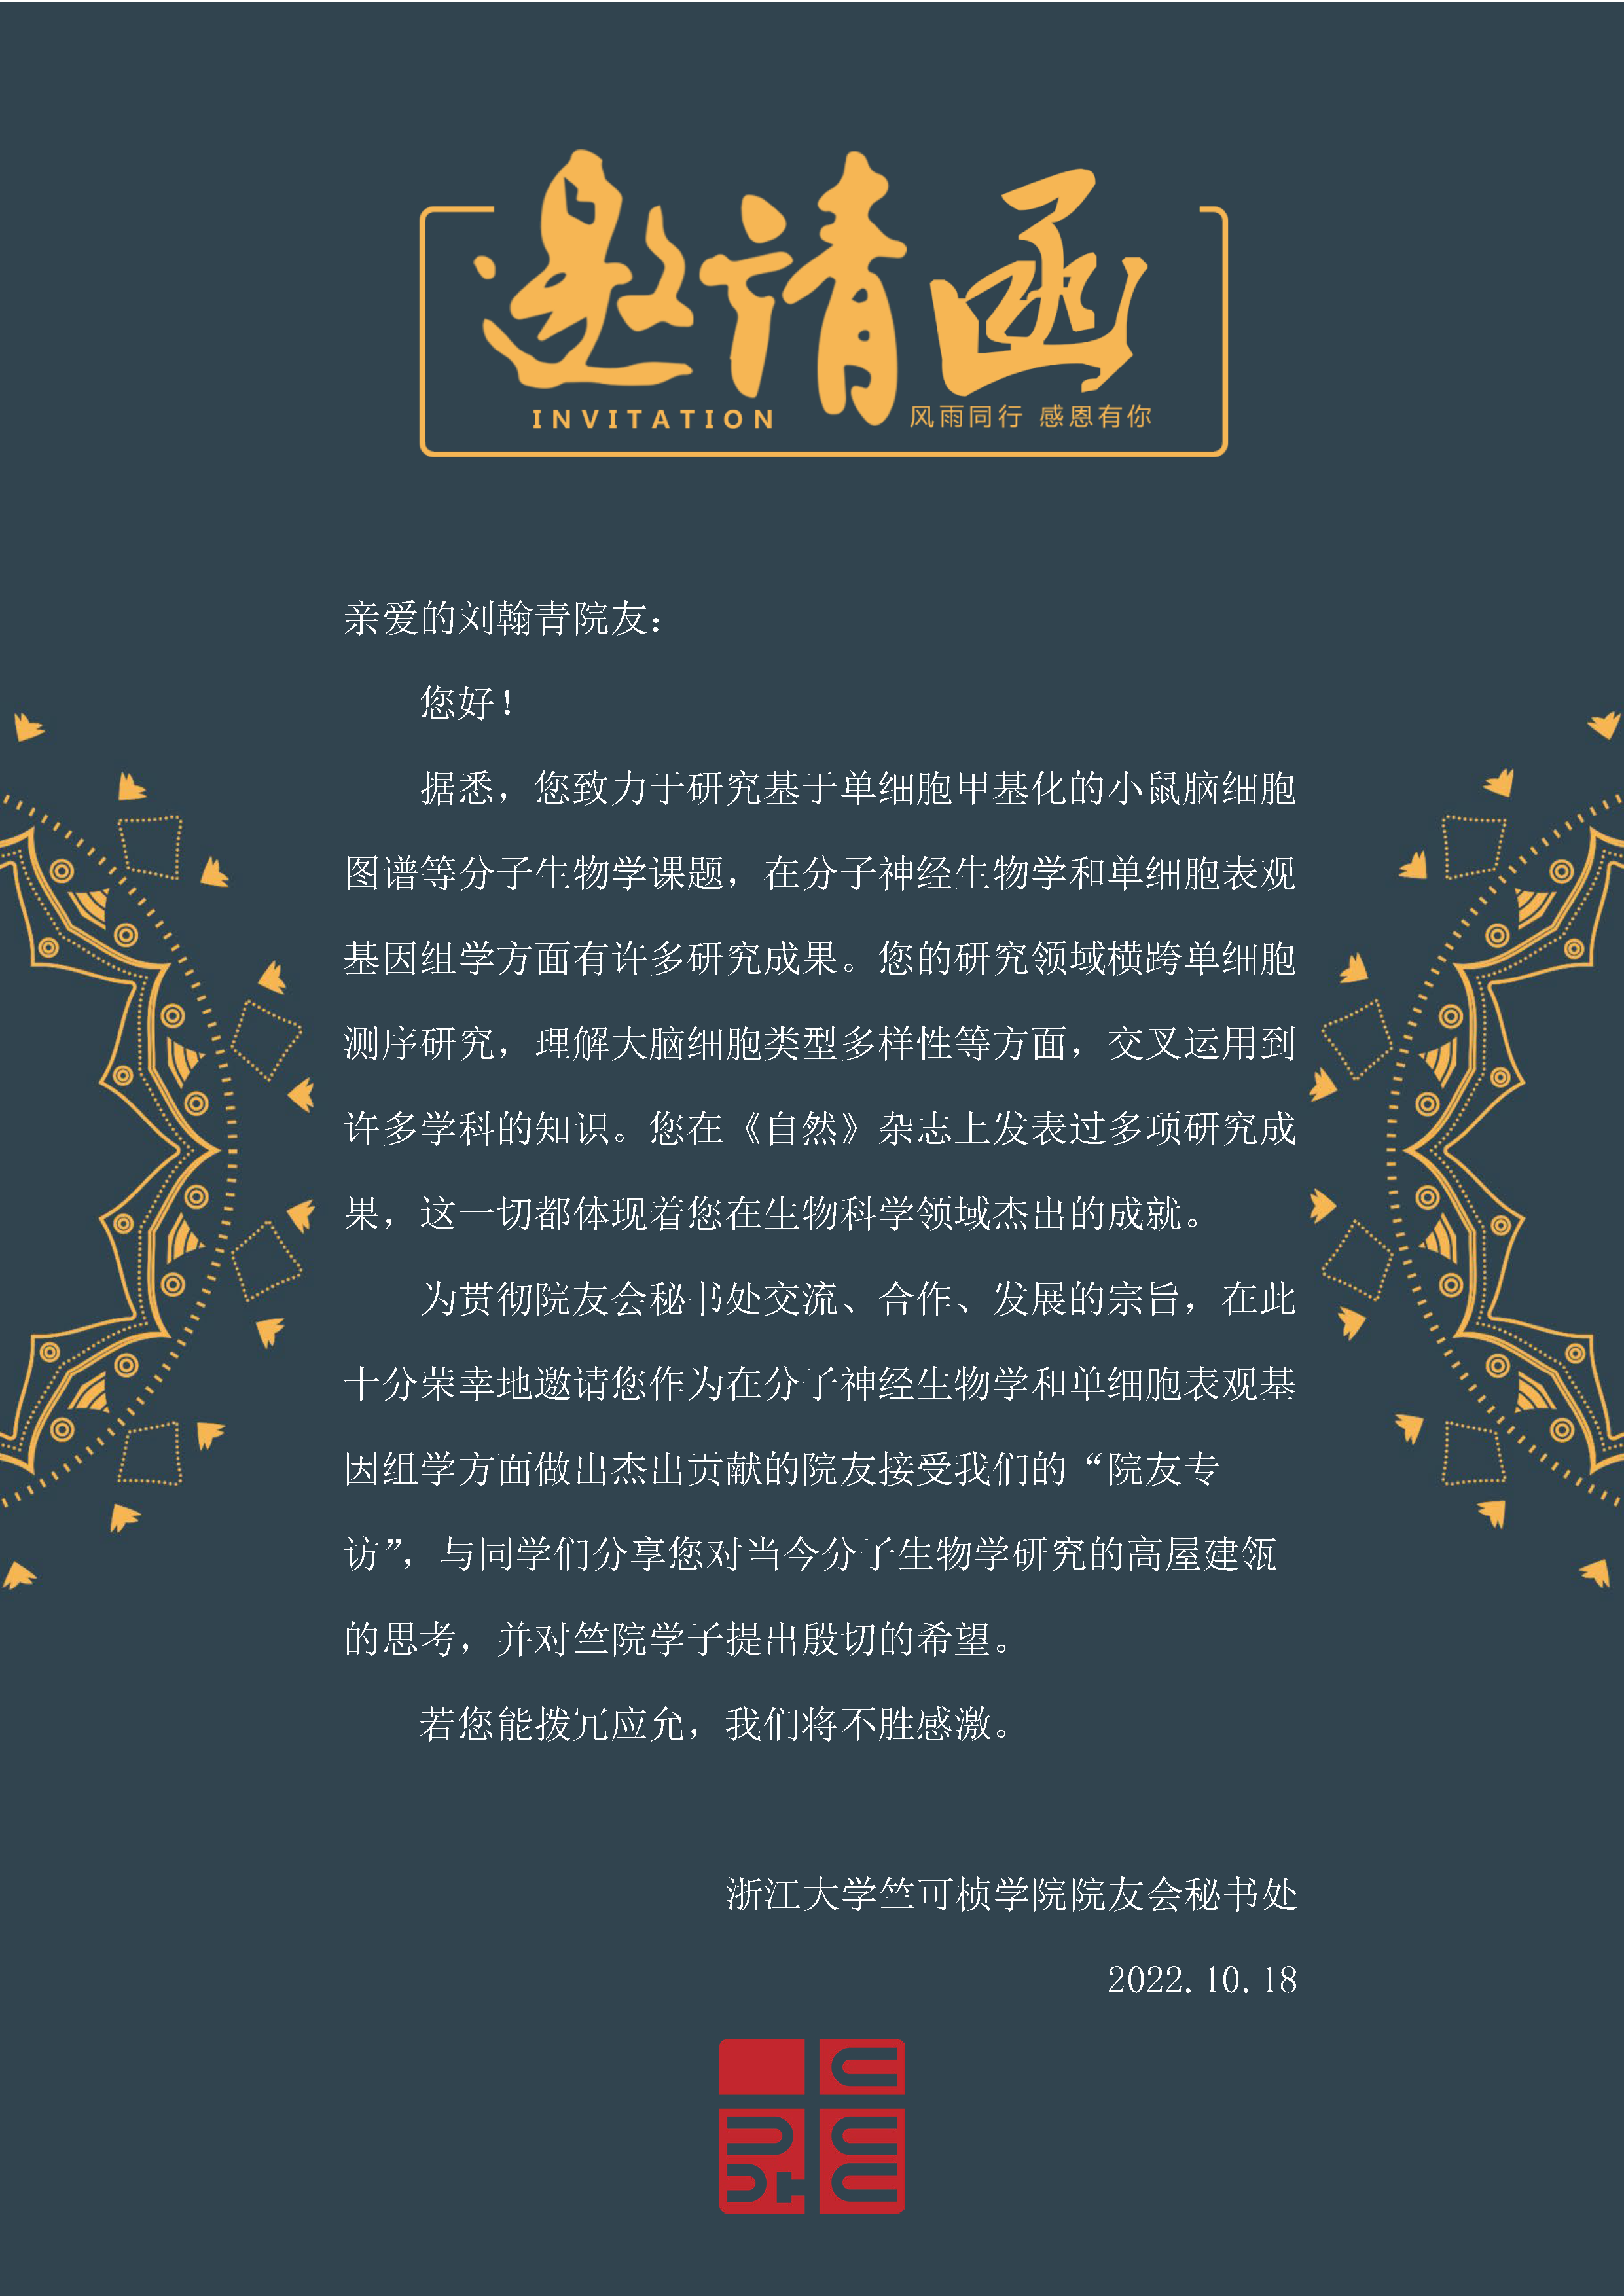 邀请函
INVITATION
风雨同行 感恩有你
亲爱的刘翰青院友：
您好！
据悉，您致力于研究基于单细胞甲基化的小鼠脑细胞
图谱等分子生物学课题，在分子神经生物学和单细胞表观
基因组学方面有许多研究成果。您的研究领域横跨单细胞
测序研究，理解大脑细胞类型多样性等方面，交叉运用到
许多学科的知识。您在《自然》杂志上发表过多项研究成
果，这一切都体现着您在生物科学领域杰出的成就。
为贯彻院友会秘书处交流、合作、发展的宗旨，在此
十分荣幸地邀请您作为在分子神经生物学和单细胞表观基
因组学方面做出杰出贡献的院友接受我们的“院友专
访”，与同学们分享您对当今分子生物学研究的高屋建瓴
的思考，并对竺院学子提出殷切的希望。
若您能拨冗应允，我们将不胜感激。
浙江大学竺可桢学院院友会秘书处
2022.10.18